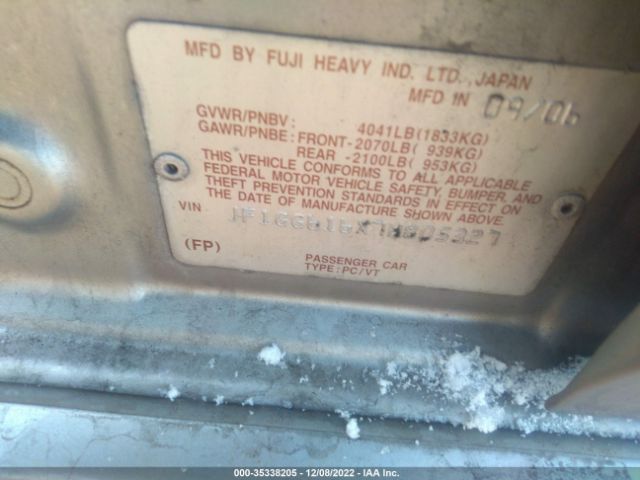 MFD BY FUJI HEAVY IND. LTD., JAPAN
MFD IN 09/06
GVWR/PNBV: 4041LB(1833KG)
GAWR/PNBE: FRONT-2070LB( 939KG)
REAR -2100LB( 953KG)
THIS VEHICLE CONFORMS TO ALL APPLICABLE
FEDERAL MOTOR VEHICLE SAFETY, BUMPER, AND
THEFT PREVENTION STANDARDS IN EFFECT ON
THE DATE OF MANUFACTURE SHOWN ABOVE
VIN
(FP)
PASSENGER CAR
TYPE:PC/VT
000-35338205 - 12/08/2022 - IAA Inc.